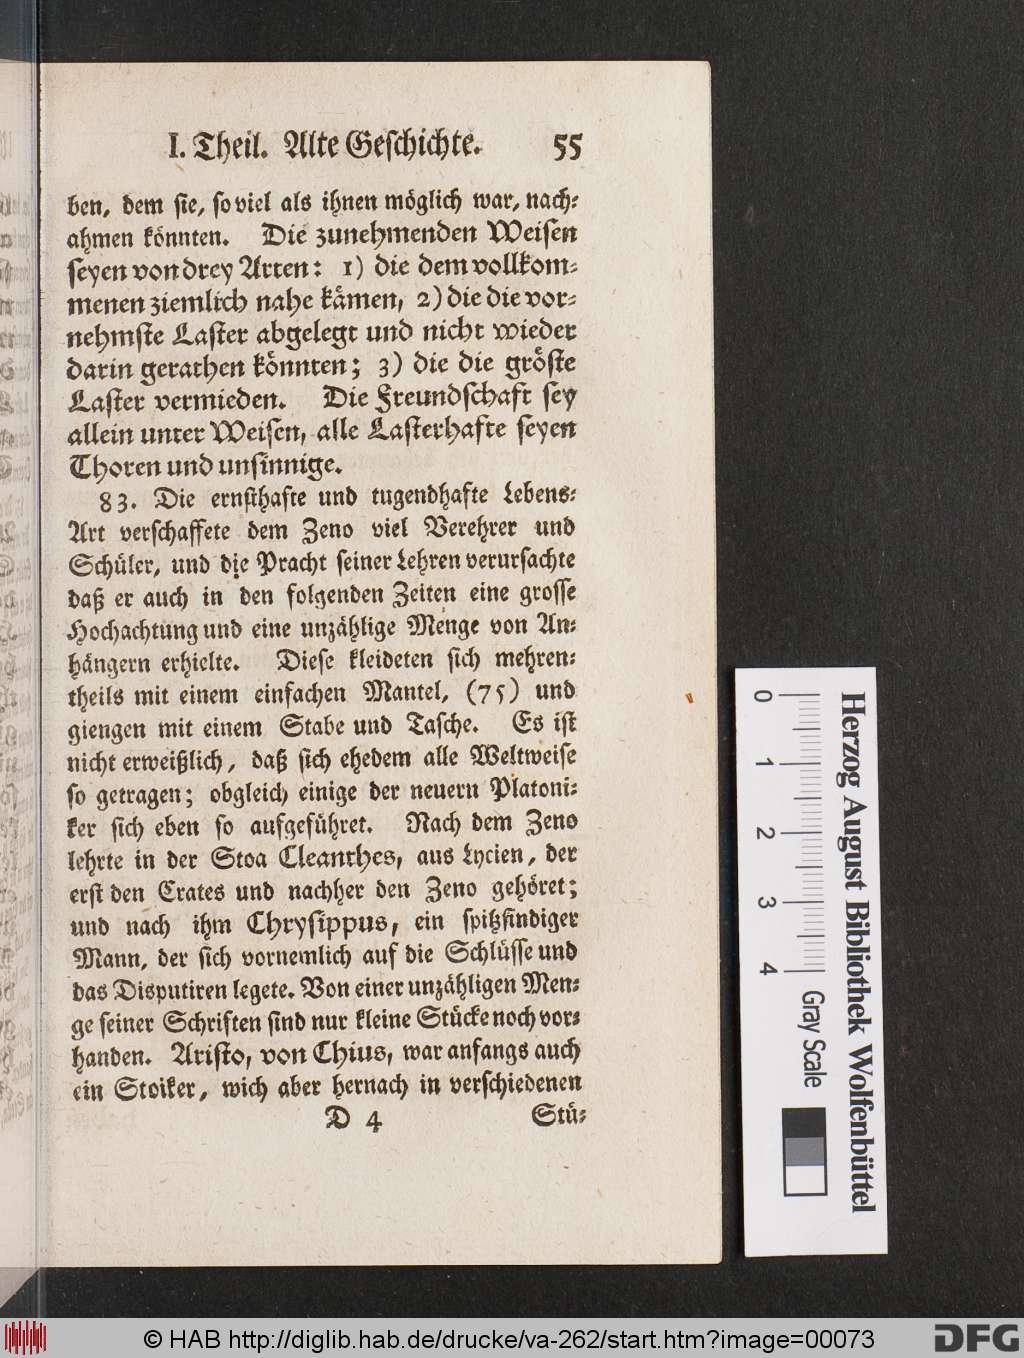 I. Theil. Alte Geschichte. 55
ben, dem sie, so viel als ihnen möglich war, nach-
ahmen könnten. Die zunehmenden Weisen
seyen von drey Arten: 1) die dem vollkom-
menen ziemlich nahe kämen, 2) die die vor-
nehmste Laster abgelegt und nicht wieder
darin gerathen könnten; 3) die die gröste
Laster vermieden. Die Freundschaft sey
allein unter Weisen, alle Lasterhafte seyen
Thoren und unsinnige.
83. Die ernsthafte und tugendhafte Lebens-
Art verschaffete dem Zeno viel Verehrer und
Schüler, und die Pracht seiner Lehren verursachte
daß er auch in den folgenden Zeiten eine grosse
Hochachtung und eine unzählige Menge von An-
hängern erhielte. Diese kleideten sich mehren-
theils mit einem einfachen Mantel, (75) und
giengen mit einem Stabe und Tasche. Es ist
nicht erweißlich, daß sich ehedem alle Weltweise
so getragen; obgleich einige der neuern Platoni-
ker sich eben so aufgeführet. Nach dem Zeno
lehrte in der Stoa Cleanthes, aus Lycien, der
erst den Crates und nachher den Zeno gehöret;
und nach ihm Chrysippus, ein spitzfindiger
Mann, der sich vornemlich auf die Schlüsse und
das Disputiren legete. Von einer unzähligen Men-
ge seiner Schriften sind nur kleine Stücke noch vor-
handen. Aristo, von Chius, war anfangs auch
ein Stoiker, wich aber hernach in verschiedenen
D 4 Stü-
0 1 2 3 4
Gray Scale
Herzog August Bibliothek Wolfenbüttel
© HAB http://diglib.hab.de/drucke/va-262/start.htm?image=00073
DFG